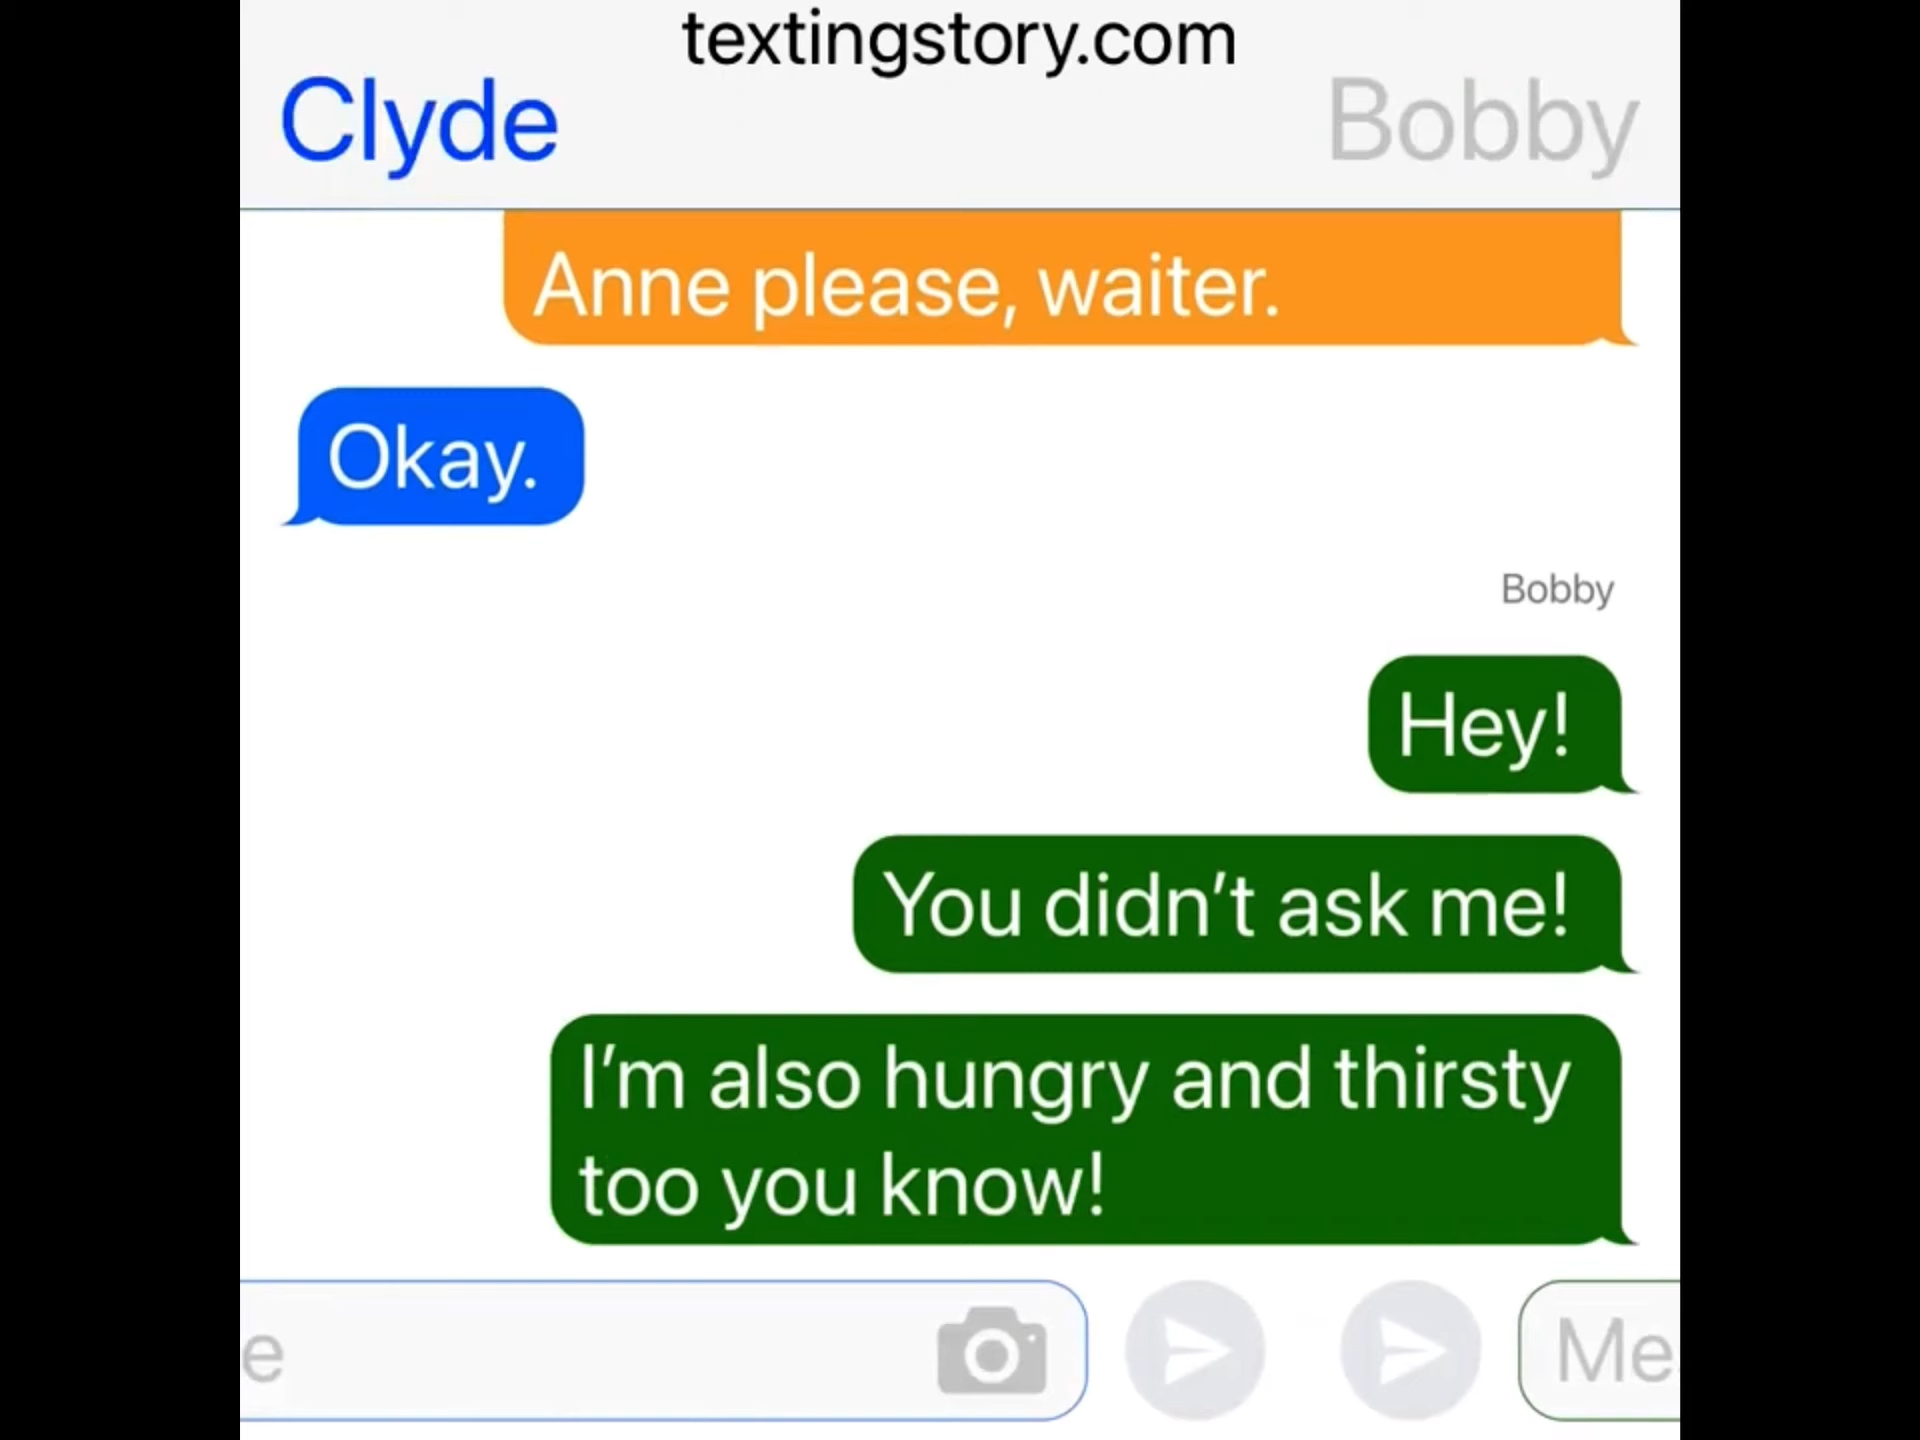 textingstory.com
Clyde
Bobby
Anne please, waiter.
Okay.
Bobby
Hey!
You didn’t ask me!
I’m also hungry and thirsty
too you know!
e
Me